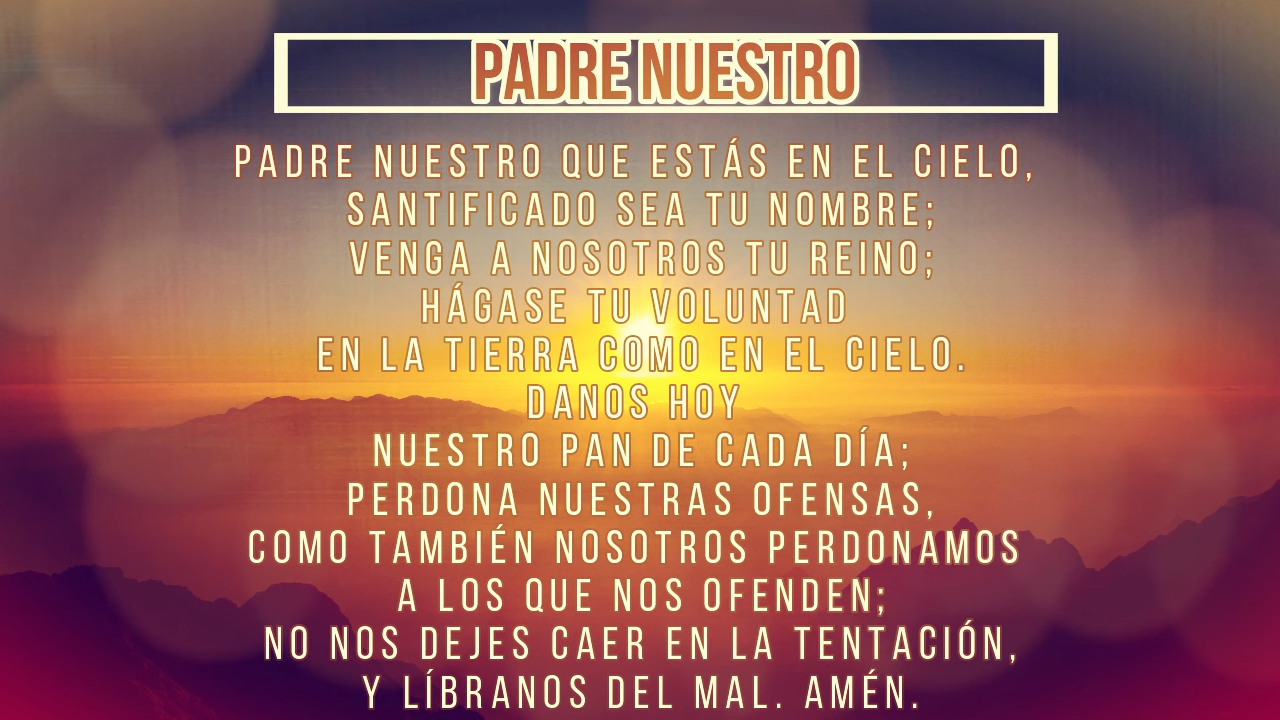 PADRE NUESTRO
PADRE NUESTRO QUE ESTÁS EN EL CIELO,
SANTIFICADO SEA TU NOMBRE;
VENGA A NOSOTROS TU REINO;
HÁGASE TU VOLUNTAD
EN LA TIERRA COMO EN EL CIELO.
DANOS HOY
NUESTRO PAN DE CADA DÍA;
PERDONA NUESTRAS OFENSAS,
COMO TAMBIÉN NOSOTROS PERDONAMOS
A LOS QUE NOS OFENDEN;
NO NOS DEJES CAER EN LA TENTACIÓN,
Y LÍBRANOS DEL MAL. AMÉN.